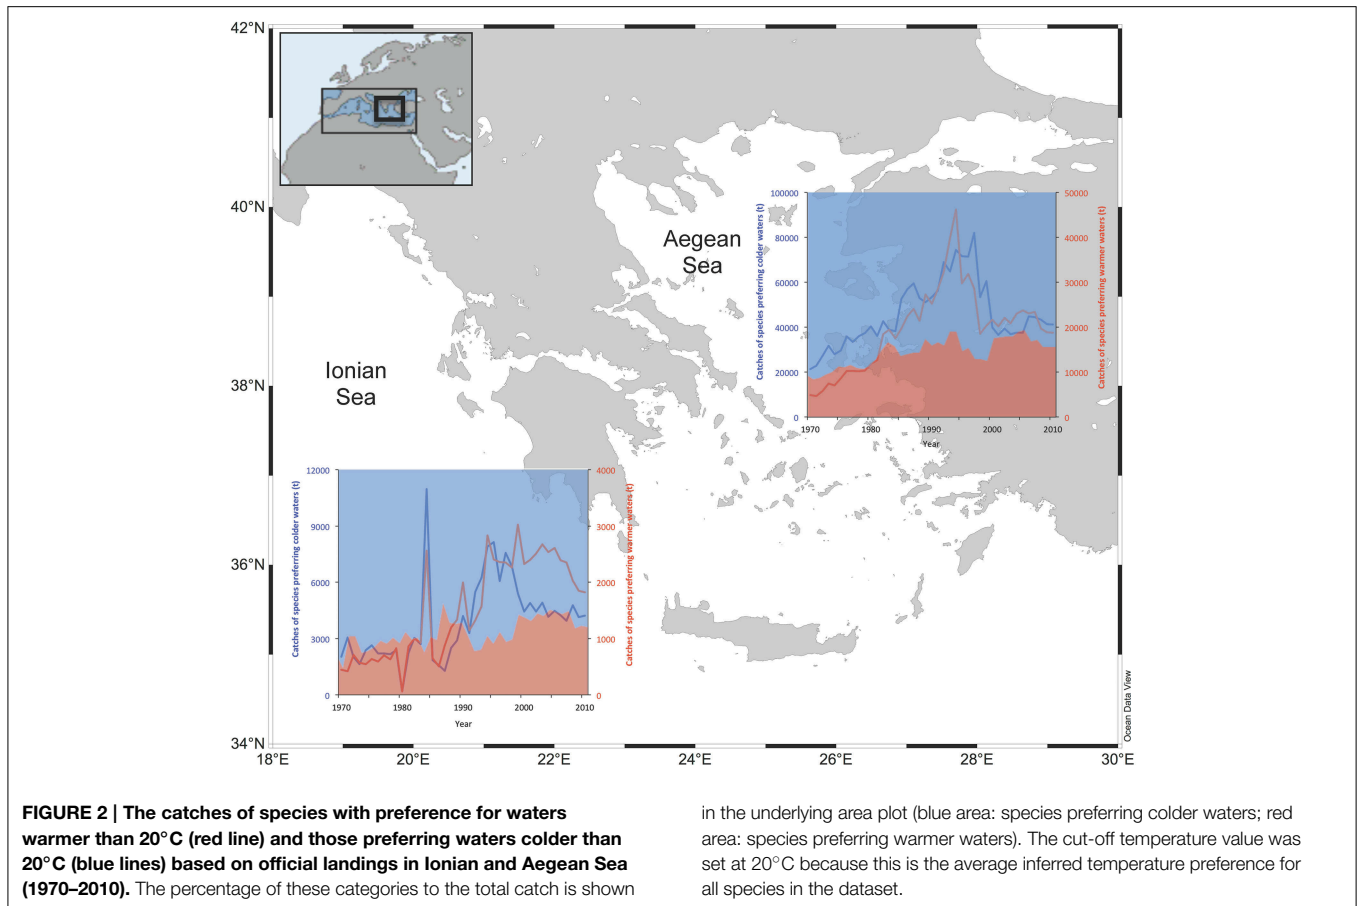 42°N
40°N
38°N
36°N
34°N
18°E
20°E
22°E
24°E
26°E
28°E
30°E
Aegean
Sea
Ionian
Sea
Catches of species preferring colder waters (t)
100000
80000
60000
40000
20000
0
50000
40000
30000
20000
10000
0
Catches of species preferring warmer waters (t)
1970
1980
1990
2000
2010
Year
Catches of species preferring colder waters (t)
12000
9000
6000
3000
0
4000
3000
2000
1000
0
Catches of species preferring warmer waters (t)
1970
1980
1990
2000
2010
Year
Ocean Data View
FIGURE 2 | The catches of species with preference for waters
warmer than 20°C (red line) and those preferring waters colder than
20°C (blue lines) based on official landings in Ionian and Aegean Sea
(1970–2010). The percentage of these categories to the total catch is shown
in the underlying area plot (blue area: species preferring colder waters; red
area: species preferring warmer waters). The cut-off temperature value was
set at 20°C because this is the average inferred temperature preference for
all species in the dataset.